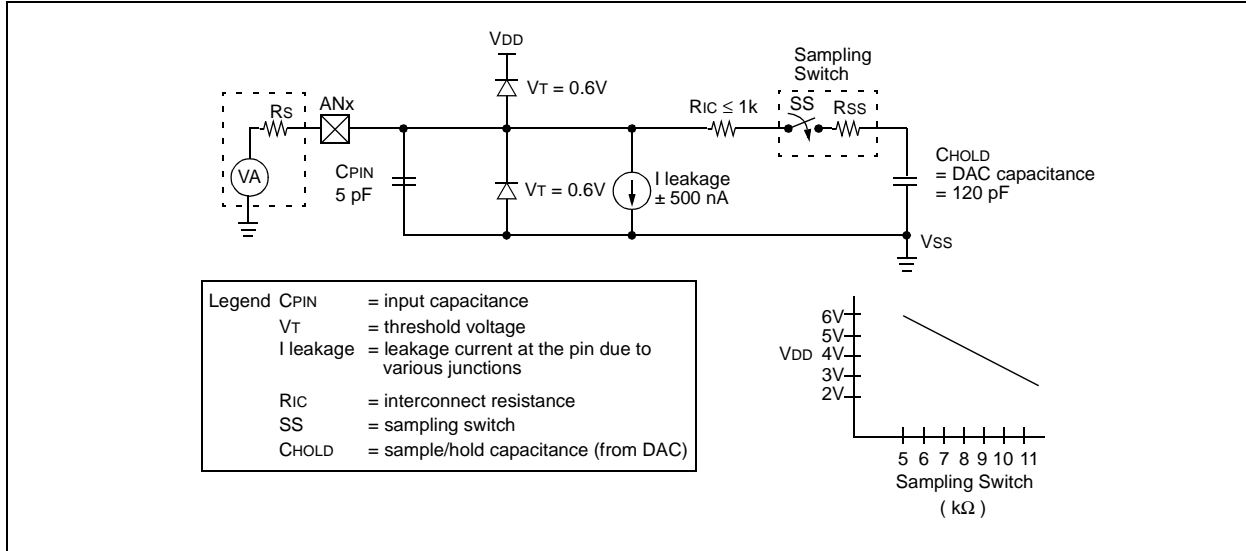 VDD
Sampling
Switch
VT = 0.6V
RS
ANx
RIC ≤ 1k
SS
RSS
VA
CPIN
5 pF
VT = 0.6V
I leakage
± 500 nA
CHOLD
= DAC capacitance
= 120 pF
VSS
Legend CPIN = input capacitance
VT = threshold voltage
I leakage = leakage current at the pin due to
various junctions
RIC = interconnect resistance
SS = sampling switch
CHOLD = sample/hold capacitance (from DAC)
6V
5V
VDD 4V
3V
2V
5 6 7 8 9 10 11
Sampling Switch
( kΩ )